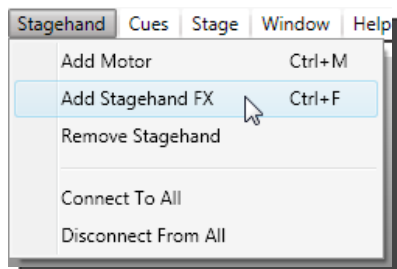 Stagehand Cues Stage Window Help
Add Motor Ctrl+M
Add Stagehand FX Ctrl+F
Remove Stagehand
Connect To All
Disconnect From All